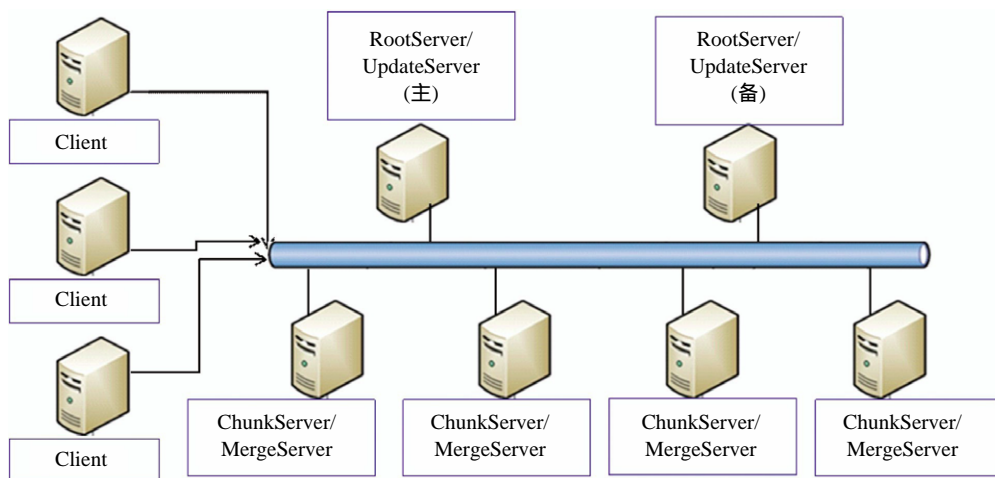 RootServer/
UpdateServer
(主)
RootServer/
UpdateServer
(备)
Client
Client
Client
ChunkServer/
MergeServer
ChunkServer/
MergeServer
ChunkServer/
MergeServer
ChunkServer/
MergeServer